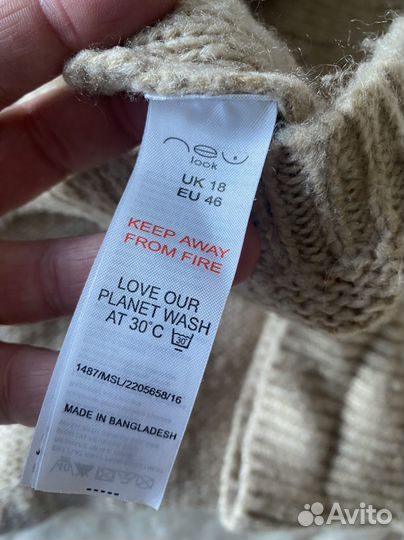 new
look
UK 18
EU 46
KEEP AWAY
FROM FIRE
LOVE OUR
PLANET WASH
AT 30°C 30°
1487/MSL/2205658/16
MADE IN BANGLADESH
Avito